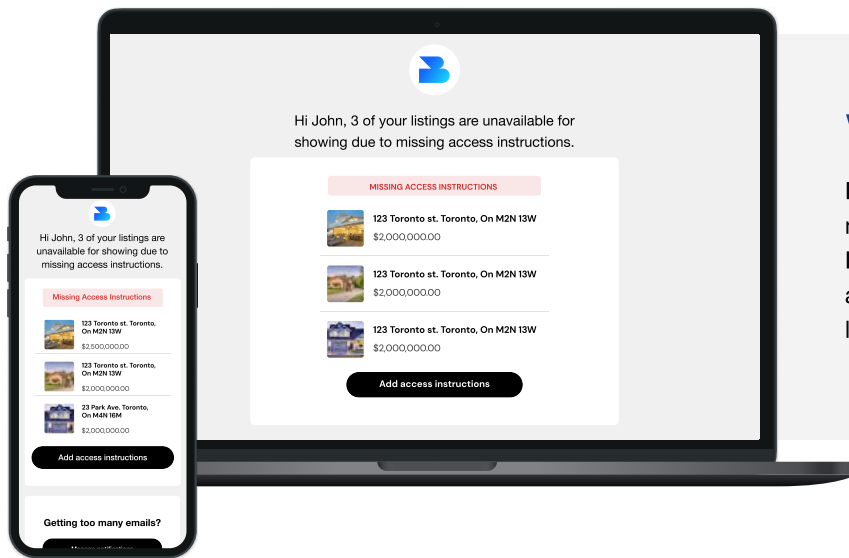 Hi John, 3 of your listings are unavailable for
showing due to missing access instructions.
MISSING ACCESS INSTRUCTIONS
123 Toronto st. Toronto, On M2N 13W
$2,000,000.00
123 Toronto st. Toronto, On M2N 13W
$2,000,000.00
123 Toronto st. Toronto, On M2N 13W
$2,000,000.00
Add access instructions
Hi John, 3 of your listings are
unavailable for showing due to
missing access instructions.
Missing Access Instructions
123 Toronto st. Toronto,
On M2N 13W
$2,500,000.00
123 Toronto st. Toronto,
On M2N 13W
$2,000,000.00
23 Park Ave. Toronto,
On M4N 16M
$2,000,000.00
Add access instructions
Getting too many emails?
Manage notifications